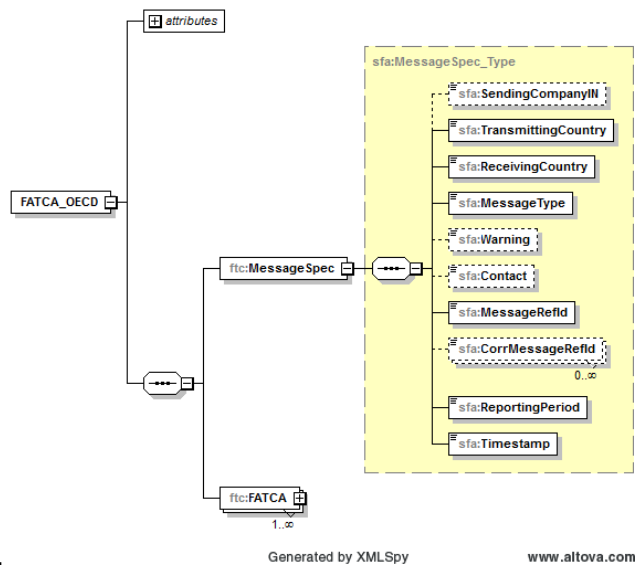 attributes
sfa:MessageSpec_Type
sfa:SendingCompanyIN
sfa:TransmittingCountry
sfa:ReceivingCountry
FATCA_OECD
sfa:MessageType
sfa:Warning
ftc:MessageSpec
sfa:Contact
sfa:MessageRefId
sfa:CorrMessageRefId
0..∞
sfa:ReportingPeriod
sfa:Timestamp
ftc:FATCA
1..∞
Generated by XMLSpy
www.altova.com